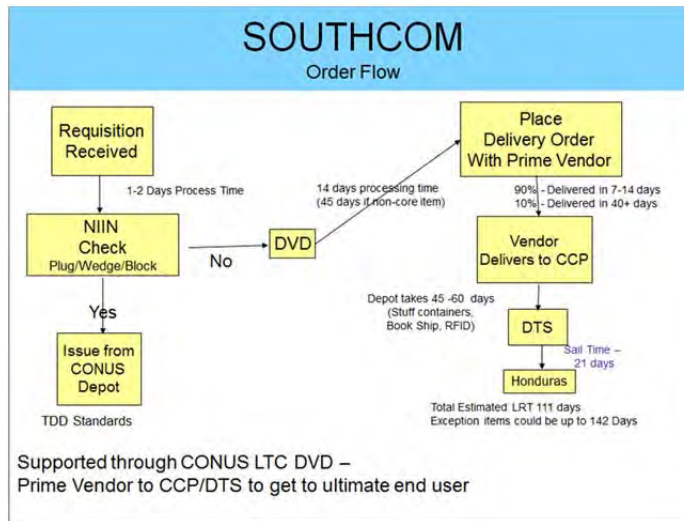 SOUTHCOM
Order Flow
Requisition
Received
1-2 Days Process Time
NIIN
Check
Plug/Wedge/Block
No
DVD
14 days processing time
(45 days if non-core item)
Place
Delivery Order
With Prime Vendor
90% - Delivered in 7-14 days
10% - Delivered in 40+ days
Vendor
Delivers to CCP
Yes
Issue from
CONUS
Depot
TDD Standards
Depot takes 45 -60 days
(Stuff containers,
Book Ship, RFID)
DTS
Sail Time –
21 days
Honduras
Total Estimated LRT 111 days
Exception items could be up to 142 Days
Supported through CONUS LTC DVD –
Prime Vendor to CCP/DTS to get to ultimate end user